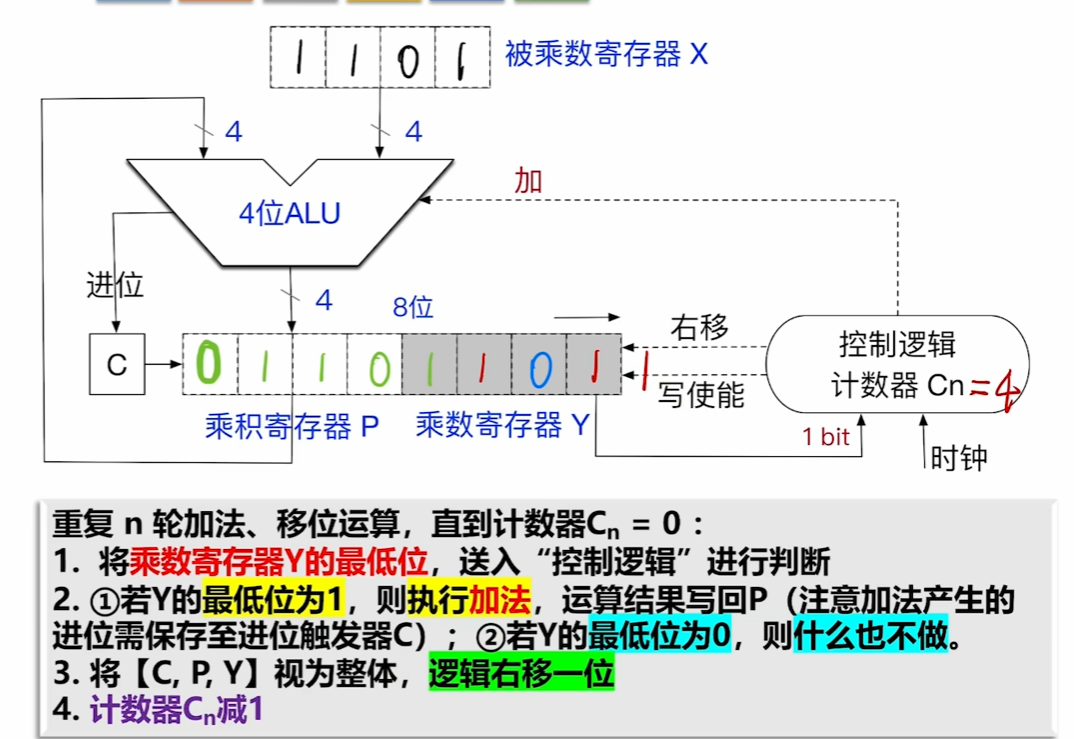 1 1 0 1 被乘数寄存器 X
4 4
加
4位ALU
进位
4 8位
右移
控制逻辑
C 0 1 1 0 1 1 0 1 1 计数器 Cn =4
写使能
乘积寄存器 P 乘数寄存器 Y
1 bit
时钟
重复 n 轮加法、移位运算，直到计数器Cn = 0：
1. 将乘数寄存器Y的最低位，送入“控制逻辑”进行判断
2. ①若Y的最低位为1，则执行加法，运算结果写回P（注意加法产生的
进位需保存至进位触发器C）；②若Y的最低位为0，则什么也不做。
3. 将【C, P, Y】视为整体，逻辑右移一位
4. 计数器Cn减1